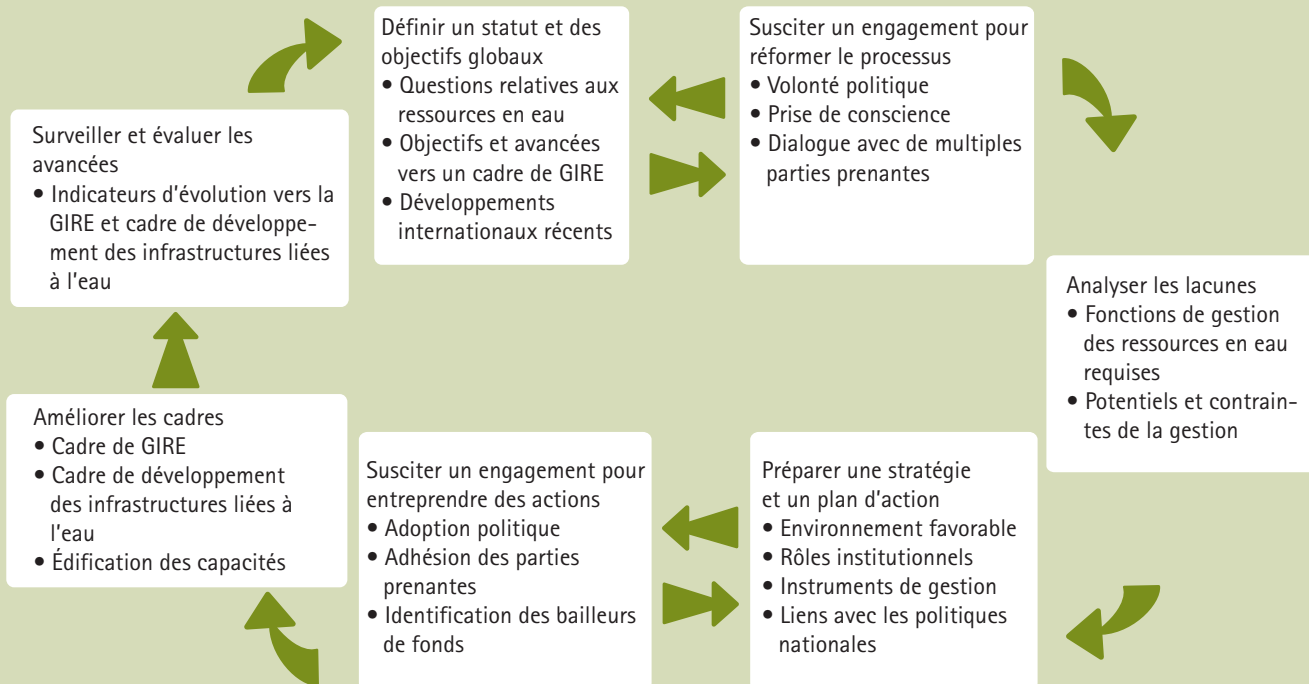 Définir un statut et des
objectifs globaux
• Questions relatives aux
ressources en eau
• Objectifs et avancées
vers un cadre de GIRE
• Développements
internationaux récents
Susciter un engagement pour
réformer le processus
• Volonté politique
• Prise de conscience
• Dialogue avec de multiples
parties prenantes
Analyser les lacunes
• Fonctions de gestion
des ressources en eau
requises
• Potentiels et contrain-
tes de la gestion
Préparer une stratégie
et un plan d'action
• Environnement favorable
• Rôles institutionnels
• Instruments de gestion
• Liens avec les politiques
nationales
Susciter un engagement pour
entreprendre des actions
• Adoption politique
• Adhésion des parties
prenantes
• Identification des bailleurs
de fonds
Améliorer les cadres
• Cadre de GIRE
• Cadre de développement
des infrastructures liées à
l'eau
• Édification des capacités
Surveiller et évaluer les
avancées
• Indicateurs d'évolution vers la
GIRE et cadre de développe-
ment des infrastructures liées
à l'eau